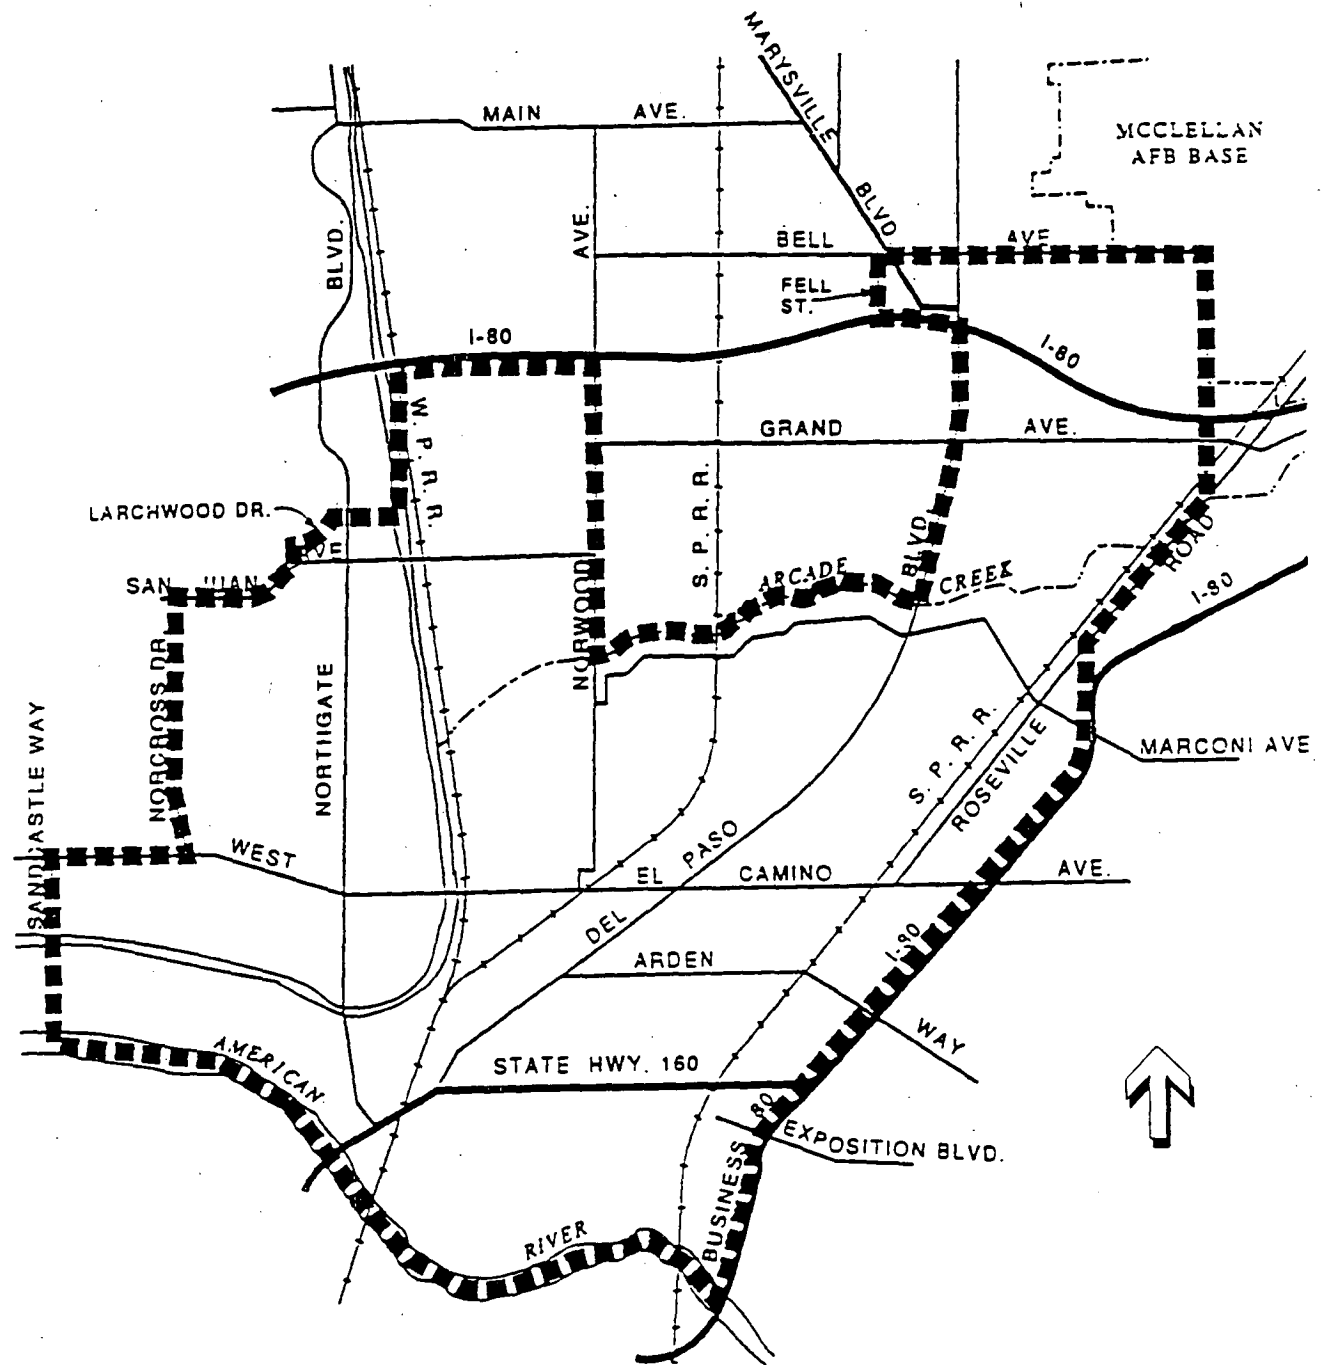 MARYSVILLE BLVD
MAIN AVE.
MCCLELLAN
AFB BASE
BLVD.
AVE.
BELL AVE
FELL
ST.
I-80
I-80
W. P. R. R.
GRAND AVE.
S. P. R. R.
LARCHWOOD DR.
SAN JUAN
AVE
ARCADE CREEK
BLVD.
ROAD
I-80
NORWOOD
NORCROSS DR
NORTHGATE
SANDCASTLE WAY
S. P. R. R.
ROSEVILLE
MARCONI AVE
WEST EL CAMINO AVE.
DEL PASO
I-80
ARDEN WAY
AMERICAN
STATE HWY. 160
80
EXPOSITION BLVD.
BUSINESS
RIVER